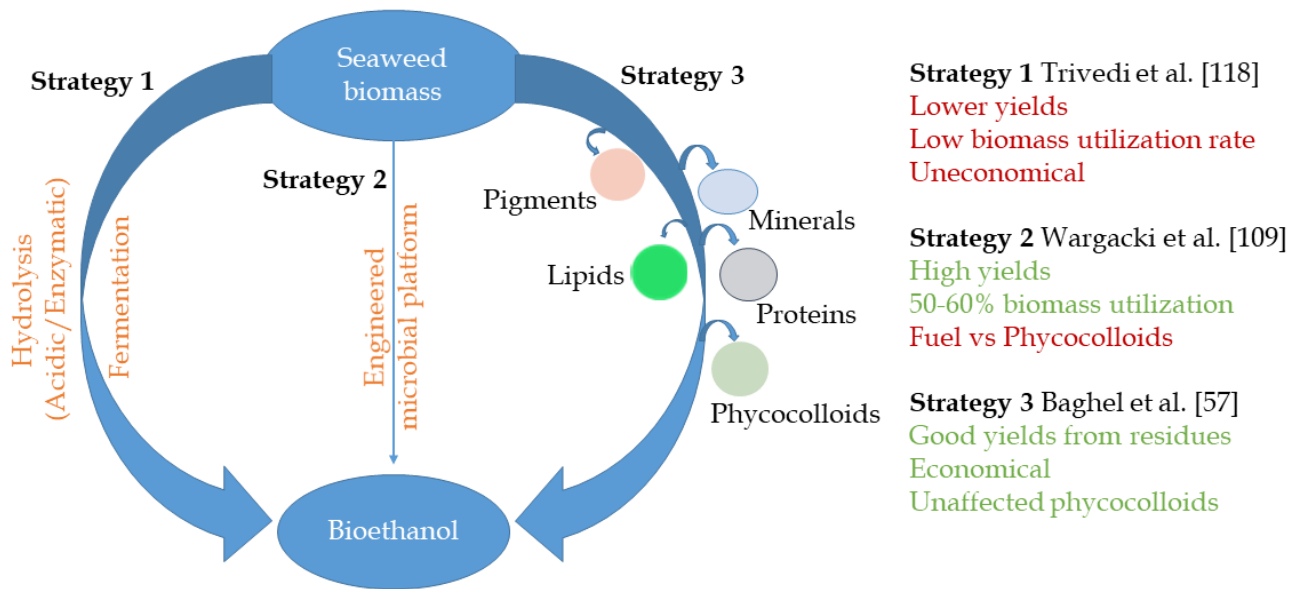 Seaweed
biomass
Strategy 1
Strategy 3
Strategy 2
Hydrolysis
(Acidic/Enzymatic)
Fermentation
Engineered
microbial platform
Pigments
Minerals
Lipids
Proteins
Phycocolloids
Bioethanol
Strategy 1 Trivedi et al. [118]
Lower yields
Low biomass utilization rate
Uneconomical
Strategy 2 Wargacki et al. [109]
High yields
50-60% biomass utilization
Fuel vs Phycocolloids
Strategy 3 Baghel et al. [57]
Good yields from residues
Economical
Unaffected phycocolloids